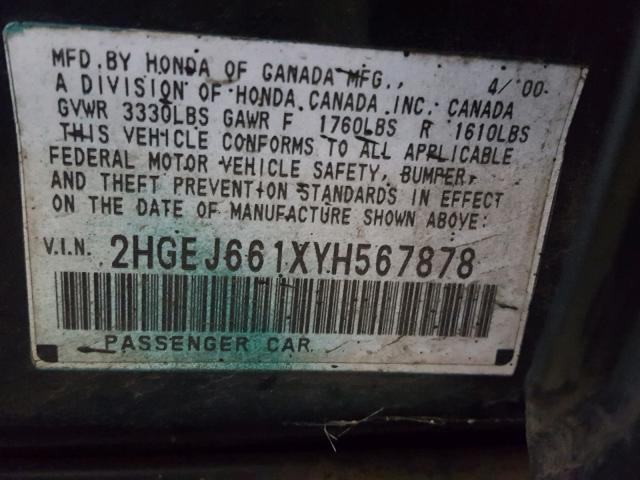 MFD. BY HONDA OF CANADA MFG., 4/00
A DIVISION OF HONDA CANADA INC. CANADA
GVWR 3330LBS GAWR F 1760LBS R 1610LBS
THIS VEHICLE CONFORMS TO ALL APPLICABLE
FEDERAL MOTOR VEHICLE SAFETY, BUMPER,
AND THEFT PREVENTION STANDARDS IN EFFECT
ON THE DATE OF MANUFACTURE SHOWN ABOVE:
V.I.N. 2HGEJ661XYH567878
PASSENGER CAR